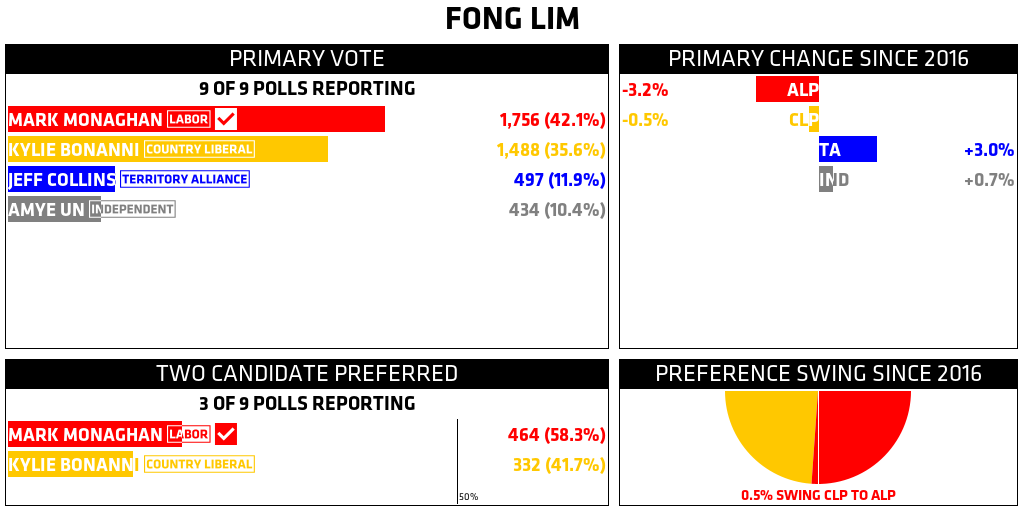 FONG LIM
PRIMARY VOTE
9 OF 9 POLLS REPORTING
MARK MONAGHAN LABOR 1,756 (42.1%)
KYLIE BONANNI COUNTRY LIBERAL 1,488 (35.6%)
JEFF COLLINS TERRITORY ALLIANCE 497 (11.9%)
AMYE UN INDEPENDENT 434 (10.4%)
PRIMARY CHANGE SINCE 2016
-3.2% ALP
-0.5% CLP
TA +3.0%
IND +0.7%
TWO CANDIDATE PREFERRED
3 OF 9 POLLS REPORTING
MARK MONAGHAN LABOR 464 (58.3%)
KYLIE BONANNI COUNTRY LIBERAL 332 (41.7%)
50%
PREFERENCE SWING SINCE 2016
0.5% SWING CLP TO ALP